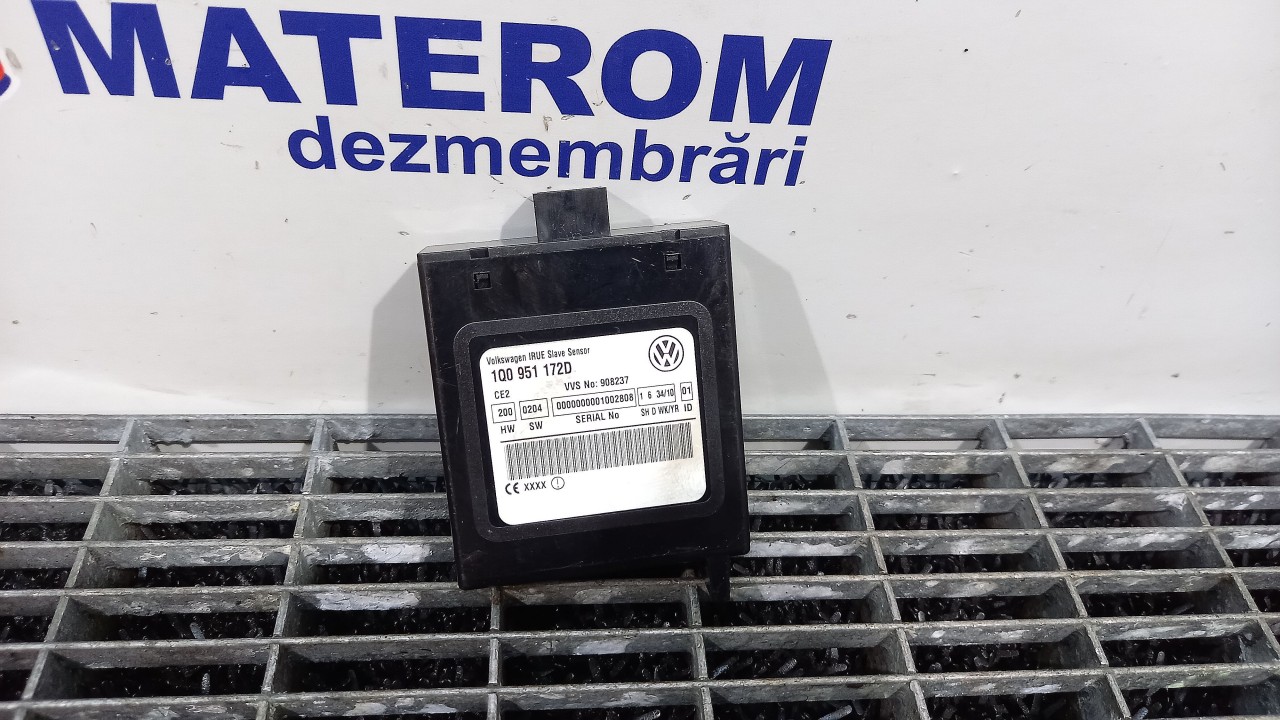 MATEROM
dezmembrări
Volkswagen IRUE Slave Sensor
1Q0 951 172D
CE2 VVS No: 908237
200 0204 0000000001002808 1 6 34/10 01
HW SW SERIAL No SH D WK/YR ID
CE XXXX